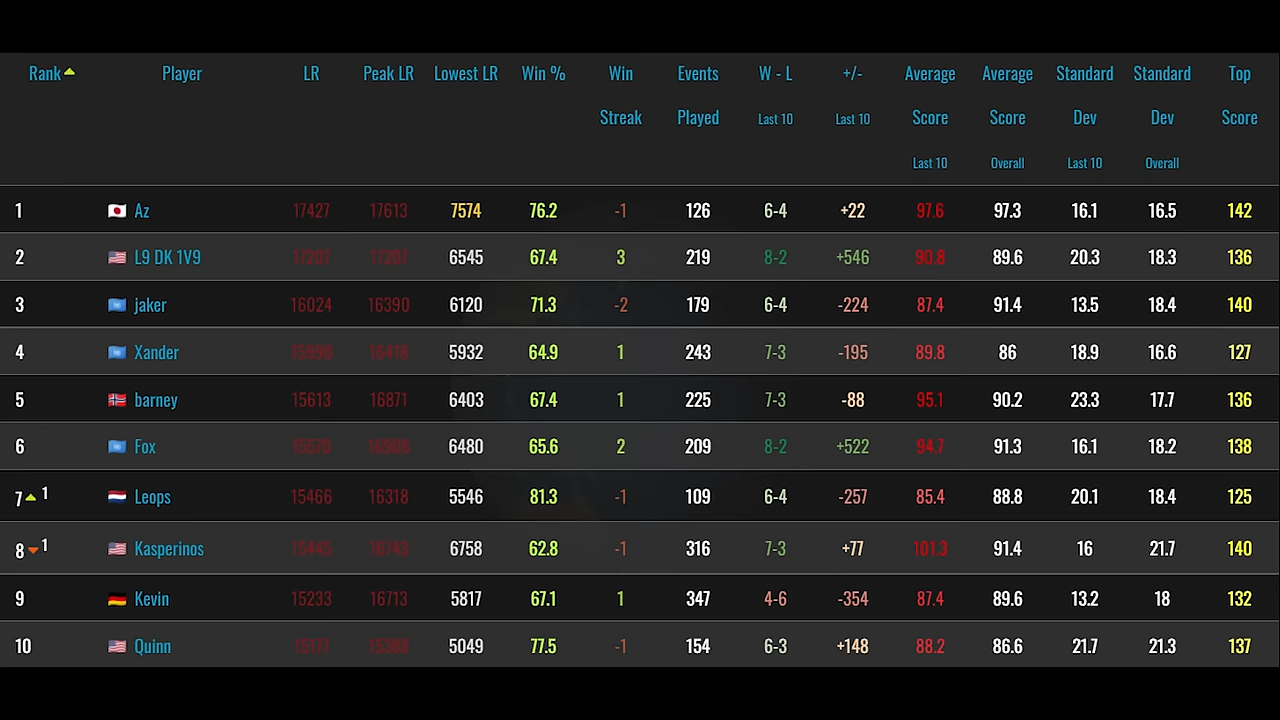 Rank Player LR Peak LR Lowest LR Win % Win Events W - L +/- Average Average Standard Standard Top
Streak Played Last 10 Last 10 Score Score Dev Dev Score
Last 10 Overall Last 10 Overall
1 Az 17427 17613 7574 76.2 -1 126 6-4 +22 97.6 97.3 16.1 16.5 142
2 L9 DK 1V9 17207 17207 6545 67.4 3 219 8-2 +546 90.8 89.6 20.3 18.3 136
3 jaker 16024 16390 6120 71.3 -2 179 6-4 -224 87.4 91.4 13.5 18.4 140
4 Xander 15990 16418 5932 64.9 1 243 7-3 -195 89.8 86 18.9 16.6 127
5 barney 15613 16871 6403 67.4 1 225 7-3 -88 95.1 90.2 23.3 17.7 136
6 Fox 15570 16906 6480 65.6 2 209 8-2 +522 94.7 91.3 16.1 18.2 138
7 1 Leops 15466 16318 5546 81.3 -1 109 6-4 -257 85.4 88.8 20.1 18.4 125
8 1 Kasperinos 16743 6758 62.8 -1 316 7-3 +77 101.3 91.4 16 21.7 140
9 Kevin 15233 16713 5817 67.1 1 347 4-6 -354 87.4 89.6 13.2 18 132
10 Quinn 15177 5049 77.5 -1 154 6-3 +148 88.2 86.6 21.7 21.3 137